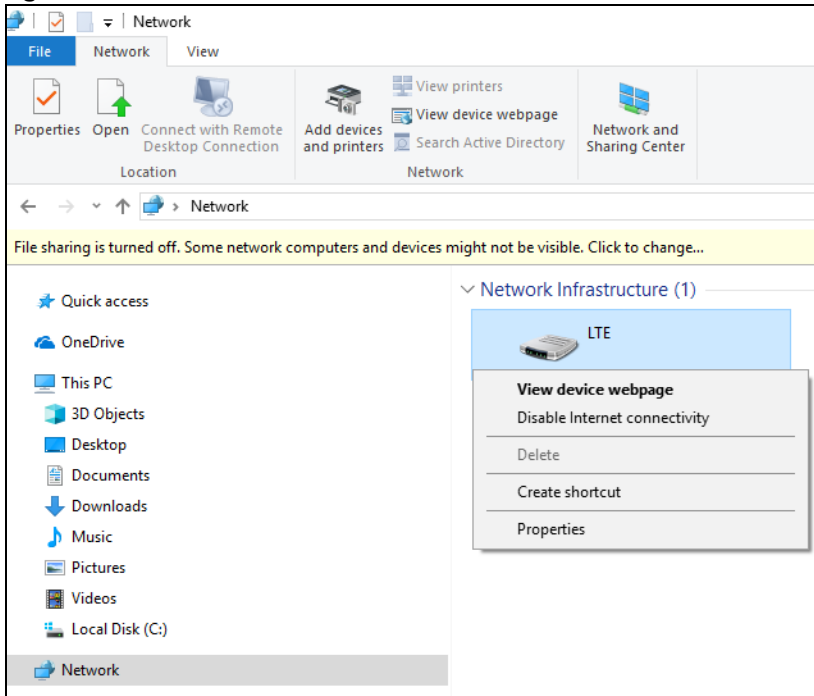 Network
File Network View
Properties
Open
Connect with Remote
Desktop Connection
Location
Add devices
and printers
View printers
View device webpage
Search Active Directory
Network
Network and
Sharing Center
Network
File sharing is turned off. Some network computers and devices might not be visible. Click to change...
Quick access
OneDrive
This PC
3D Objects
Desktop
Documents
Downloads
Music
Pictures
Videos
Local Disk (C:)
Network
Network Infrastructure (1)
LTE
View device webpage
Disable Internet connectivity
Delete
Create shortcut
Properties